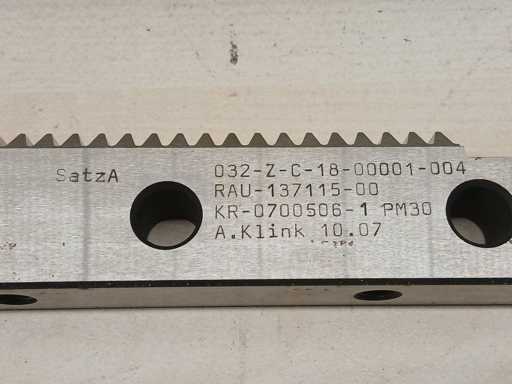 SatzA
032-Z-C-18-00001-004
RAU-137115-00
KR-0700506-1 PM30
A.Klink 10.07